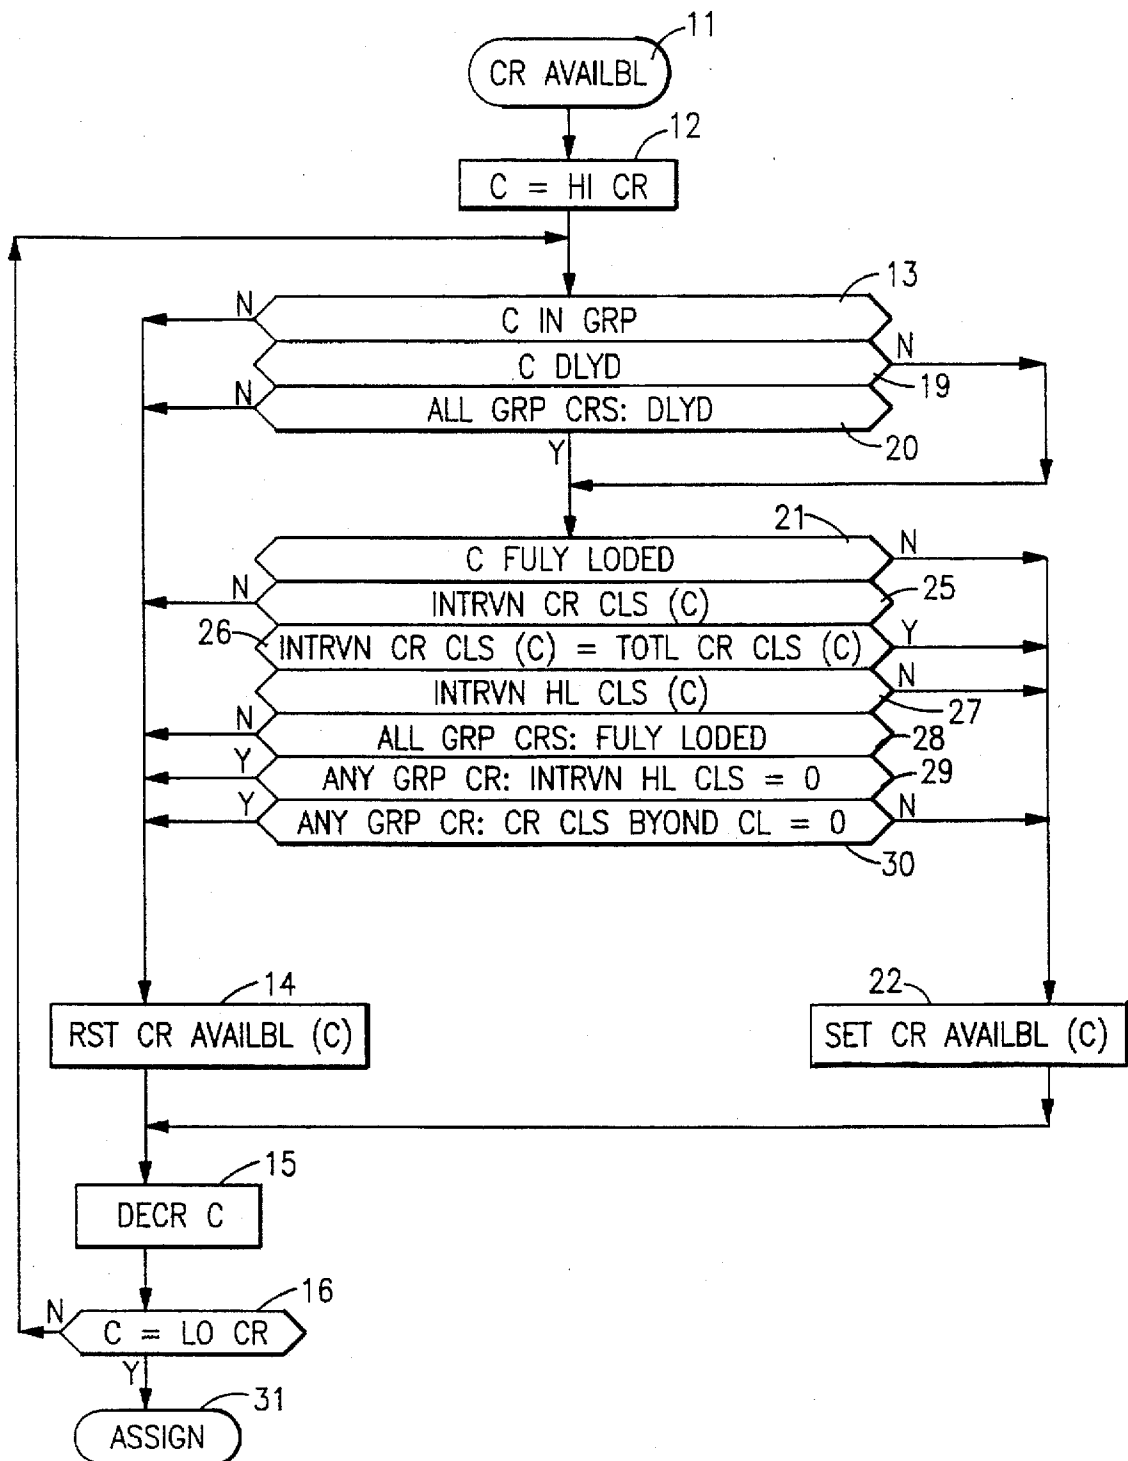 11
CR AVAILBL
12
C = HI CR
13
N
C IN GRP
C DLYD
N
19
N
ALL GRP CRS: DLYD
20
Y
21
C FULY LODED
N
N
INTRVN CR CLS (C)
25
26
INTRVN CR CLS (C) = TOTL CR CLS (C)
Y
INTRVN HL CLS (C)
N
27
N
ALL GRP CRS: FULY LODED
28
Y
ANY GRP CR: INTRVN HL CLS = 0
29
Y
ANY GRP CR: CR CLS BYOND CL = 0
N
30
14
RST CR AVAILBL (C)
22
SET CR AVAILBL (C)
15
DECR C
16
N
C = LO CR
Y
31
ASSIGN